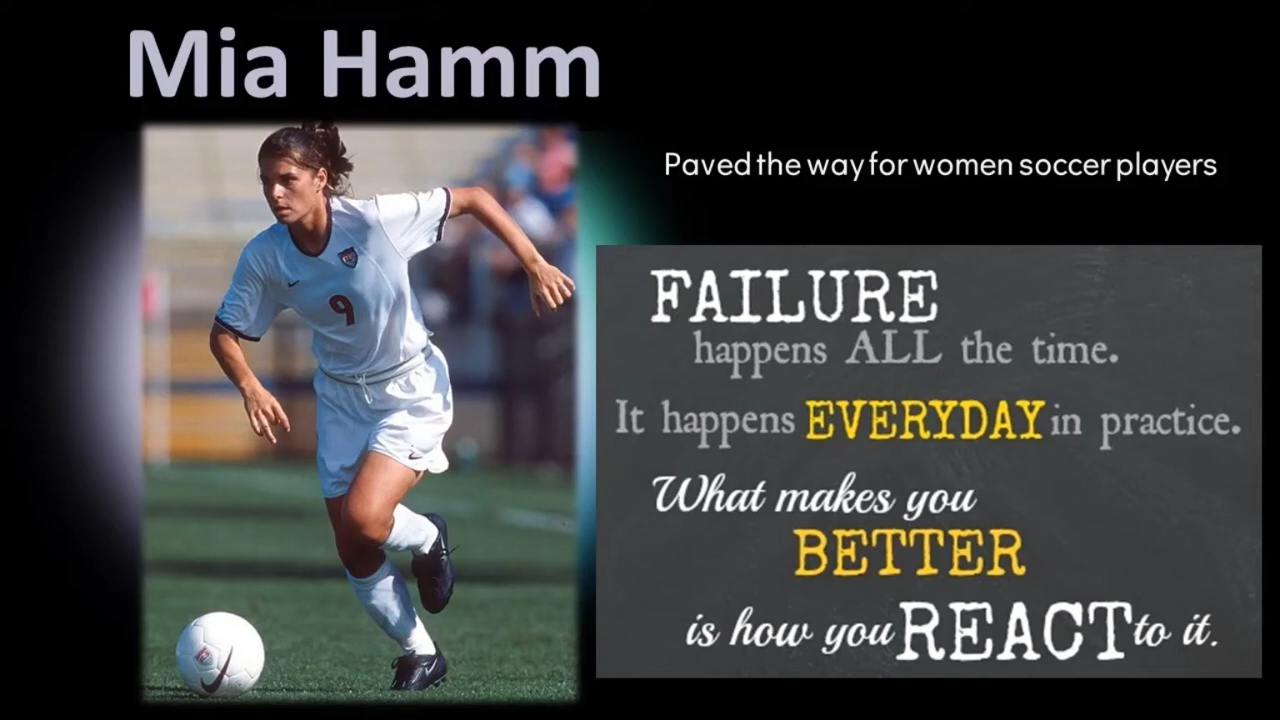 Mia Hamm
Paved the way for women soccer players
9
FAILURE
happens ALL the time.
It happens EVERYDAY in practice.
What makes you
BETTER
is how you REACT to it.